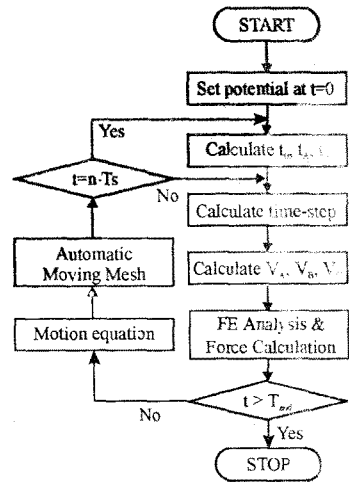 START
Set potential at t=0
Yes
Calculate
t=n·Ts
No
Calculate time-step
Automatic
Moving Mesh
Calculate V
Motion equation
FE Analysis &
Force Calculation
t > T
No
Yes
STOP